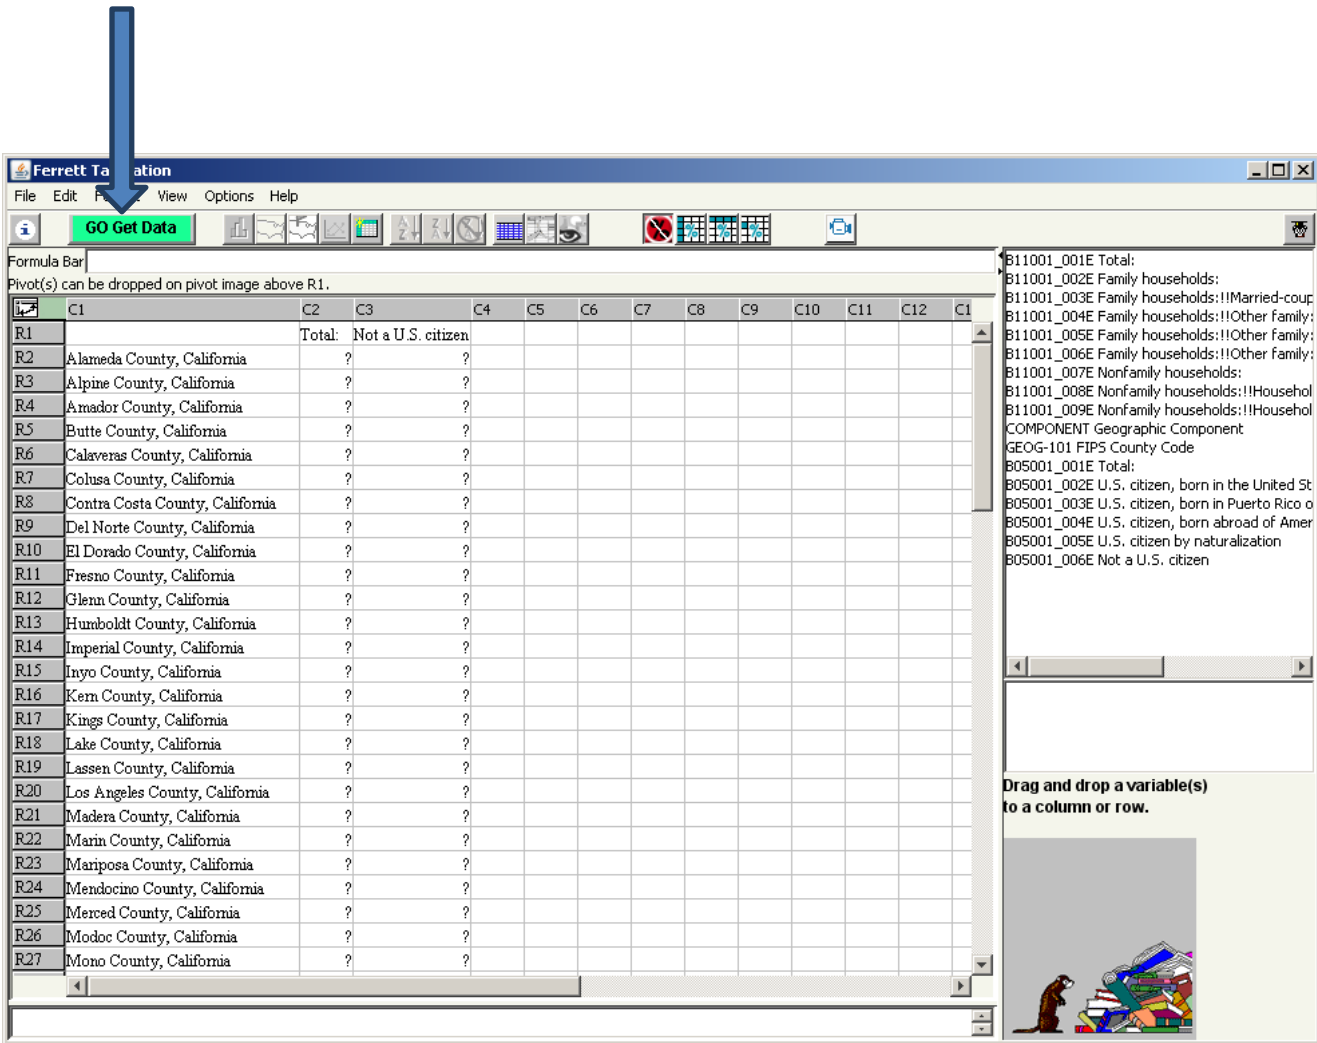 Ferrett Ta ation
File Edit F t View Options Help
GO Get Data
Formula Bar
Pivot(s) can be dropped on pivot image above R1.
C1 C2 C3 C4 C5 C6 C7 C8 C9 C10 C11 C12 C1
R1 Total: Not a U.S. citizen
R2 Alameda County, California ? ?
R3 Alpine County, California ? ?
R4 Amador County, California ? ?
R5 Butte County, California ? ?
R6 Calaveras County, California ? ?
R7 Colusa County, California ? ?
R8 Contra Costa County, California ? ?
R9 Del Norte County, California ? ?
R10 El Dorado County, California ? ?
R11 Fresno County, California ? ?
R12 Glenn County, California ? ?
R13 Humboldt County, California ? ?
R14 Imperial County, California ? ?
R15 Inyo County, California ? ?
R16 Kern County, California ? ?
R17 Kings County, California ? ?
R18 Lake County, California ? ?
R19 Lassen County, California ? ?
R20 Los Angeles County, California ? ?
R21 Madera County, California ? ?
R22 Marin County, California ? ?
R23 Mariposa County, California ? ?
R24 Mendocino County, California ? ?
R25 Merced County, California ? ?
R26 Modoc County, California ? ?
R27 Mono County, California ? ?
B11001_001E Total:
B11001_002E Family households:
B11001_003E Family households:!!Married-coup
B11001_004E Family households:!!Other family:
B11001_005E Family households:!!Other family:
B11001_006E Family households:!!Other family:
B11001_007E Nonfamily households:
B11001_008E Nonfamily households:!!Househol
B11001_009E Nonfamily households:!!Househol
COMPONENT Geographic Component
GEOG-101 FIPS County Code
B05001_001E Total:
B05001_002E U.S. citizen, born in the United St
B05001_003E U.S. citizen, born in Puerto Rico o
B05001_004E U.S. citizen, born abroad of Amer
B05001_005E U.S. citizen by naturalization
B05001_006E Not a U.S. citizen
Drag and drop a variable(s)
to a column or row.